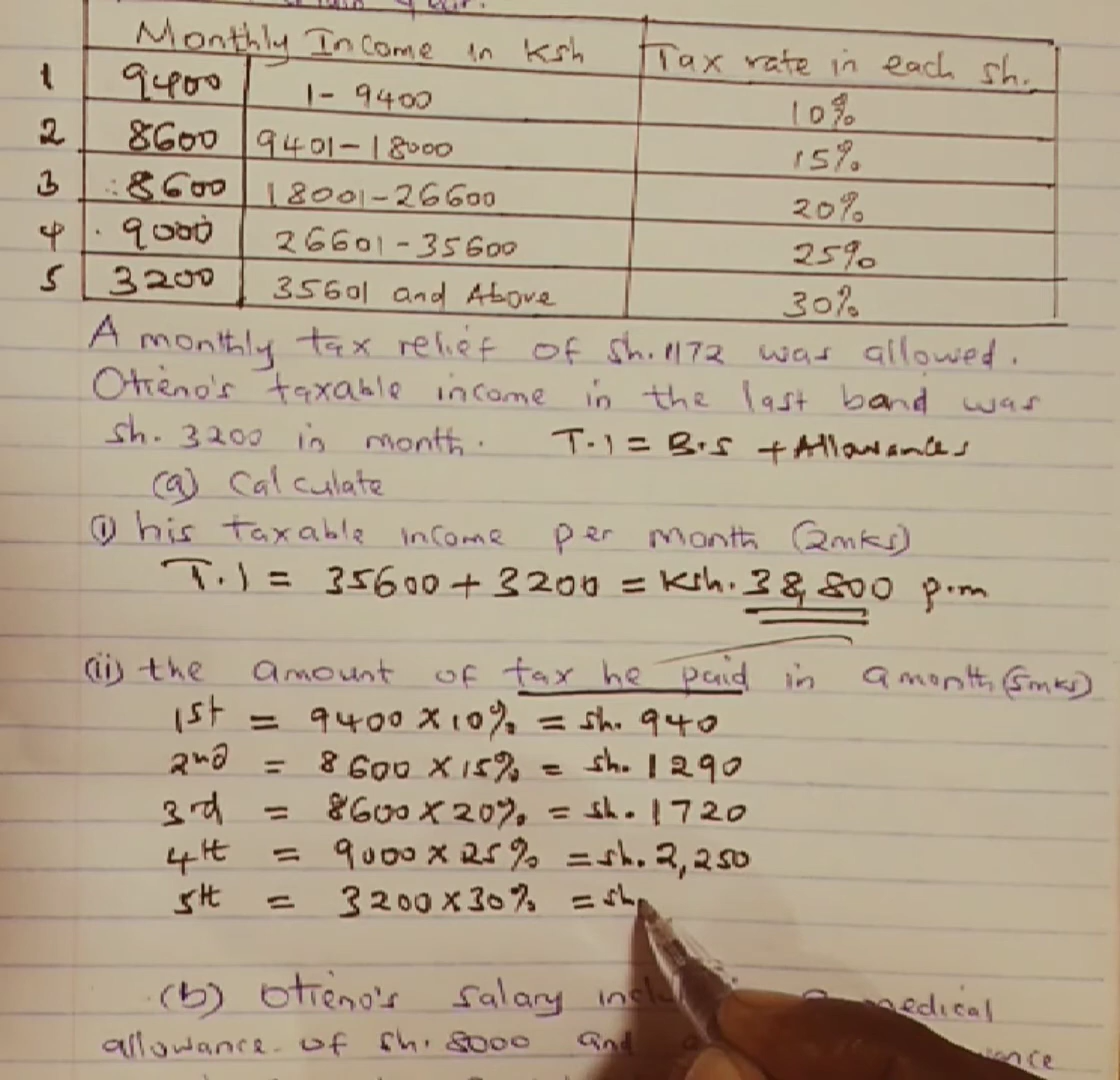 year.
Monthly Income in Ksh Tax rate in each sh.
1 9400 1 - 9400 10%
2 8600 9401 - 18000 15%
3 8600 18001 - 26600 20%
4 9000 26601 - 35600 25%
5 3200 35601 and Above 30%
A monthly tax relief of sh. 1172 was allowed.
Otieno's taxable income in the last band was
sh. 3200 in month. T.I = B.S + Allowances
(a) Calculate
(i) his taxable income per month (2mks)
T.I = 35600 + 3200 = Ksh. 38,800 p.m
(ii) the amount of tax he paid in a month (5mks)
1st = 9400 x 10% = sh. 940
2nd = 8600 x 15% = sh. 1290
3rd = 8600 x 20% = sh. 1720
4th = 9000 x 25% = sh. 2,250
5th = 3200 x 30% = sh.
(b) Otieno's salary medical
allowance of sh. 8000 and